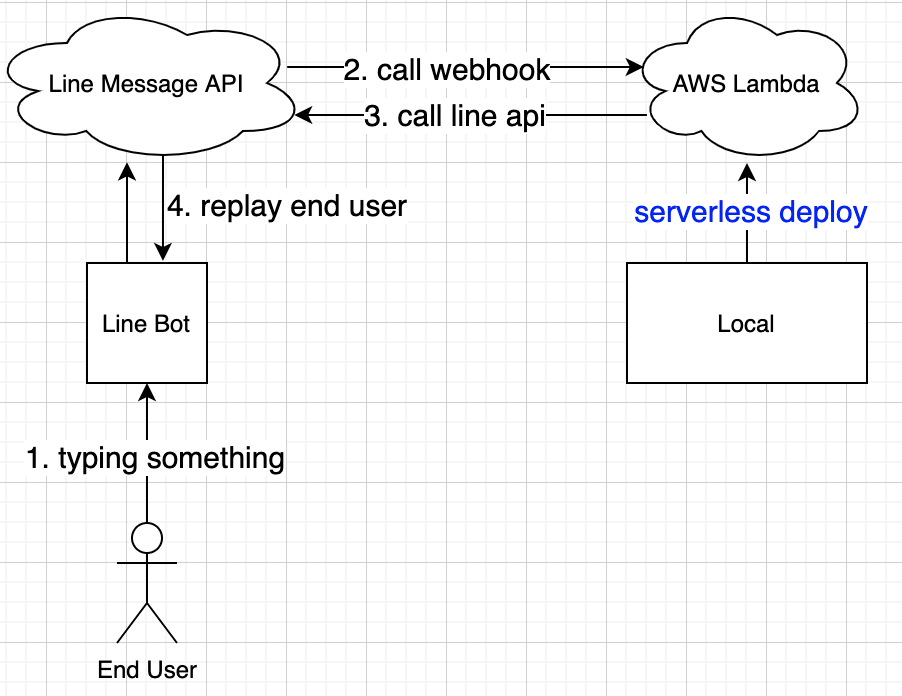 Line Message API
2. call webhook
AWS Lambda
3. call line api
4. replay end user
serverless deploy
Line Bot
Local
1. typing something
End User